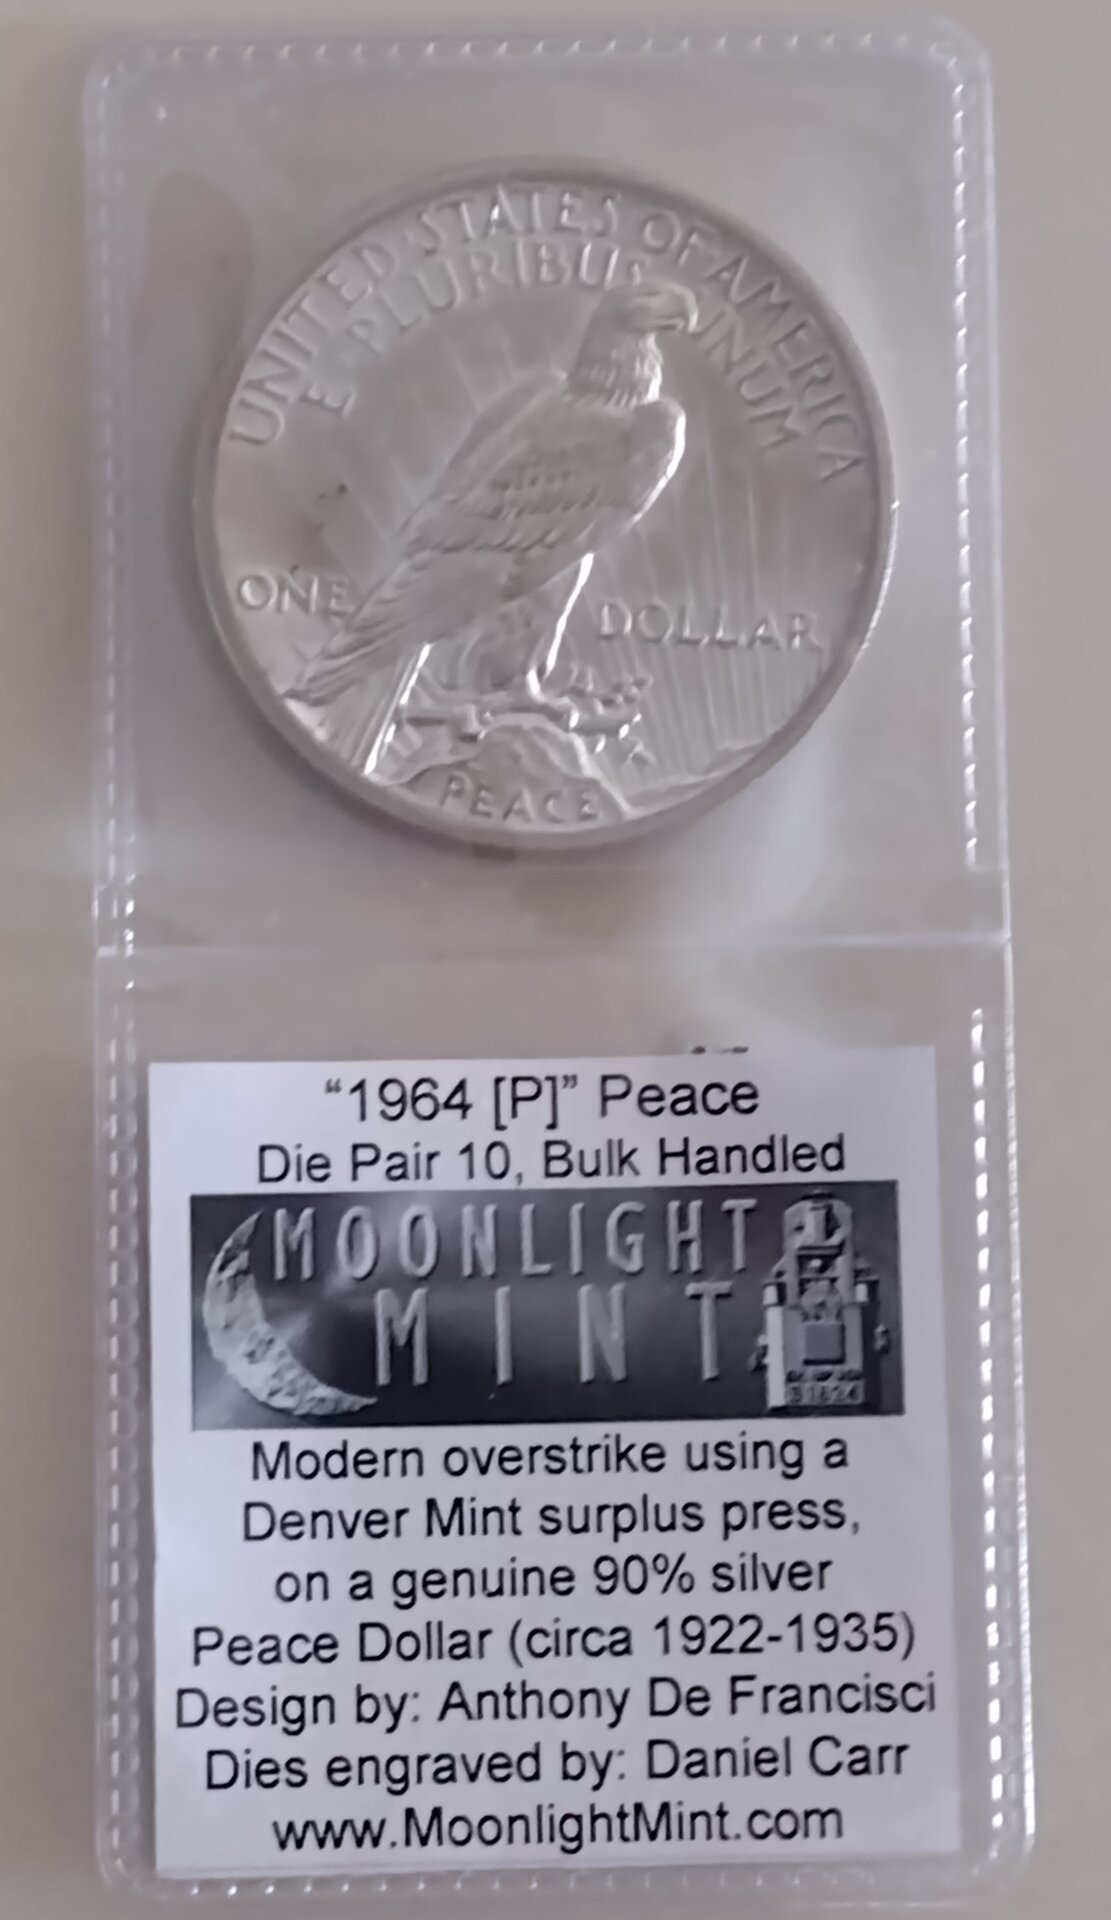 UNITED·STATES OF·AMERICA
E·PLURIBUS UNUM
ONE DOLLAR
PEACE
“1964 [P]” Peace
Die Pair 10, Bulk Handled
MOONLIGHT
MINT
Modern overstrike using a
Denver Mint surplus press,
on a genuine 90% silver
Peace Dollar (circa 1922-1935)
Design by: Anthony De Francisci
Dies engraved by: Daniel Carr
www.MoonlightMint.com